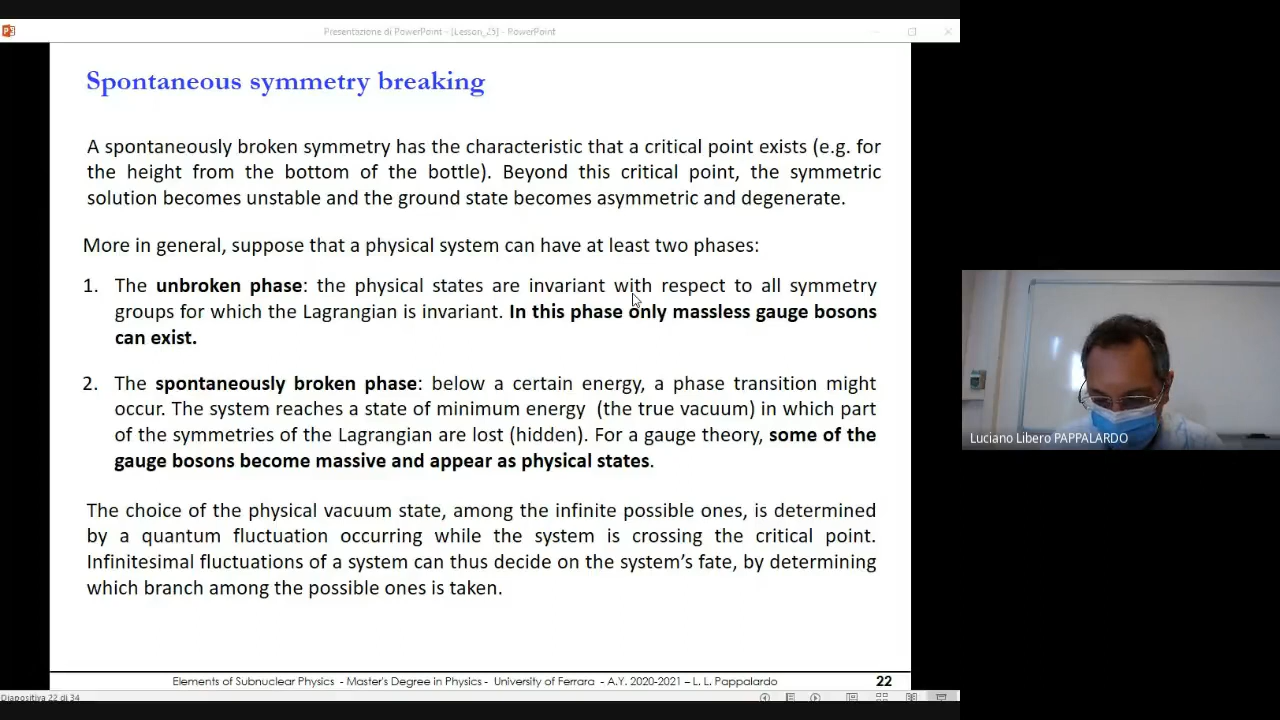 Presentazione di PowerPoint - [Lesson_25] - PowerPoint
Spontaneous symmetry breaking
A spontaneously broken symmetry has the characteristic that a critical point exists (e.g. for
the height from the bottom of the bottle). Beyond this critical point, the symmetric
solution becomes unstable and the ground state becomes asymmetric and degenerate.
More in general, suppose that a physical system can have at least two phases:
1. The unbroken phase: the physical states are invariant with respect to all symmetry
groups for which the Lagrangian is invariant. In this phase only massless gauge bosons
can exist.
2. The spontaneously broken phase: below a certain energy, a phase transition might
occur. The system reaches a state of minimum energy (the true vacuum) in which part
of the symmetries of the Lagrangian are lost (hidden). For a gauge theory, some of the
gauge bosons become massive and appear as physical states.
The choice of the physical vacuum state, among the infinite possible ones, is determined
by a quantum fluctuation occurring while the system is crossing the critical point.
Infinitesimal fluctuations of a system can thus decide on the system's fate, by determining
which branch among the possible ones is taken.
Elements of Subnuclear Physics - Master's Degree in Physics - University of Ferrara - A.Y. 2020-2021 – L. L. Pappalardo
22
Diapositiva 22 di 34
Luciano Libero PAPPALARDO